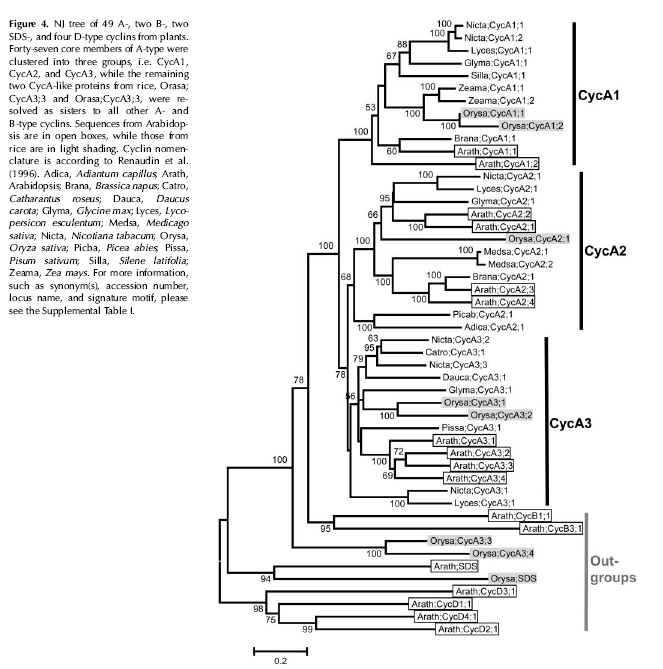 Figure 4. NJ tree of 49 A-, two B-, two
SDS-, and four D-type cyclins from plants.
Forty-seven core members of A-type were
clustered into three groups, i.e. CycA1,
CycA2, and CycA3, while the remaining
two CycA-like proteins from rice, Orasa;
CycA3;3 and Orasa;CycA3;3, were re-
solved as sisters to all other A- and
B-type cyclins. Sequences from Arabidop-
sis are in open boxes, while those from
rice are in light shading. Cyclin nomen-
clature is according to Renaudin et al.
(1996). Adica, Adiantum capillus; Arath,
Arabidopsis; Brana, Brassica napus; Catro,
Catharantus roseus; Dauca, Daucus
carota; Glyma, Glycine max; Lyces, Lyco-
persicon esculentum; Medsa, Medicago
sativa; Nicta, Nicotiana tabacum; Orysa,
Oryza sativa; Picba, Picea abies; Pissa,
Pisum sativum; Silla, Silene latifolia;
Zeama, Zea mays. For more information,
such as synonym(s), accession number,
locus name, and signature motif, please
see the Supplemental Table I.
Nicta;CycA1;1
100
Nicta;CycA1;2
88
Lyces;CycA1;1
67
Glyma;CycA1;1
Silla;CycA1;1
Zeama;CycA1;1
100
Zeama;CycA1;2
CycA1
53
Orysa;CycA1;1
100
Orysa;CycA1;2
100
Brana;CycA1;1
60
Arath;CycA1;1
Arath;CycA1;2
100
Nicta;CycA2;1
Lyces;CycA2;1
95
Glyma;CycA2;1
66
Arath;CycA2;2
100
Arath;CycA2;1
Orysa;CycA2;1
100
100
CycA2
Medsa;CycA2;1
100
Medsa;CycA2;2
68
100
Brana;CycA2;1
100
Arath;CycA2;3
100
Arath;CycA2;4
Picab;CycA2;1
100
Adica;CycA2;1
63
Nicta;CycA3;2
95
Catro;CycA3;1
79
Nicta;CycA3;3
78
Dauca;CycA3;1
78
Glyma;CycA3;1
56
Orysa;CycA3;1
100
Orysa;CycA3;2
CycA3
Pissa;CycA3;1
Arath;CycA3;1
72
Arath;CycA3;2
100
Arath;CycA3;3
69
Arath;CycA3;4
100
Nicta;CycA3;1
100
Lyces;CycA3;1
Arath;CycB1;1
95
Arath;CycB3;1
Orysa;CycA3;3
100
Orysa;CycA3;4
Arath;SDS
Out-
94
Orysa;SDS
groups
Arath;CycD3;1
98
Arath;CycD1;1
75
Arath;CycD4;1
99
Arath;CycD2;1
0.2